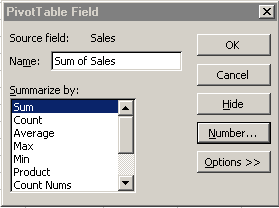 PivotTable Field
Source field: Sales
Name: Sum of Sales
Summarize by:
Sum
Count
Average
Max
Min
Product
Count Nums
OK
Cancel
Hide
Number...
Options >>